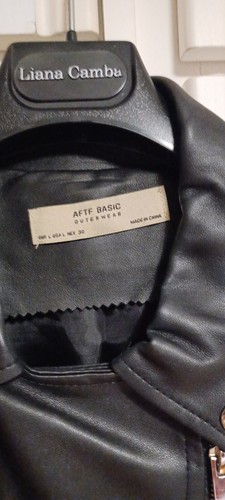 Liana Camba
AFTF BASIC
OUTERWEAR
MADE IN CHINA
EUR L USA L MEX 30